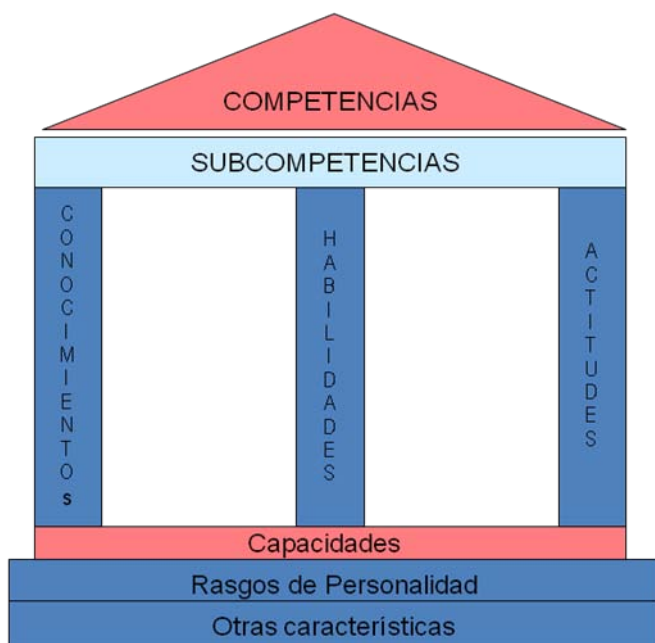 COMPETENCIAS
SUBCOMPETENCIAS
CONOCIMIENTOs
HABILIDADES
ACTITUDES
Capacidades
Rasgos de Personalidad
Otras características